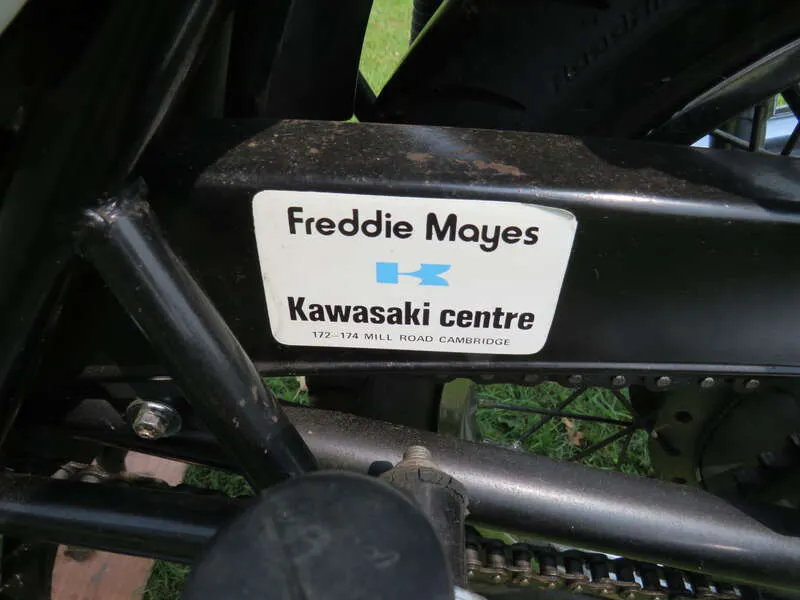 Freddie Mayes
Kawasaki centre
172–174 MILL ROAD CAMBRIDGE